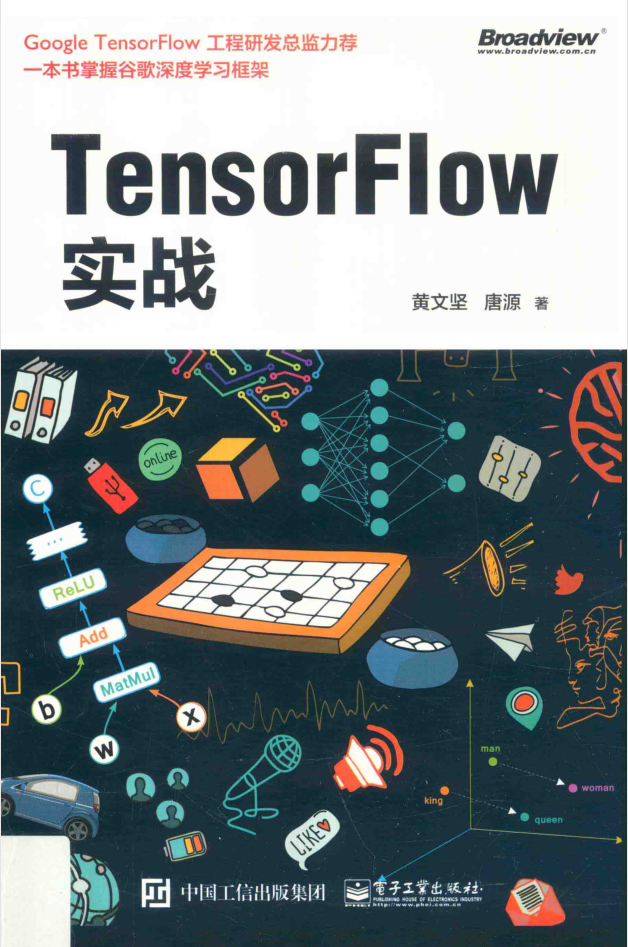 Google TensorFlow 工程研发总监力荐
一本书掌握谷歌深度学习框架
Broadview®
www.broadview.com.cn
TensorFlow
实战
黄文坚 唐源 著
online
C
...
ReLU
Add
MatMul
b
w
x
man
woman
king
queen
LIKE
中国工信出版集团
電子工業出版社·
PUBLISHING HOUSE OF ELECTRONICS INDUSTRY
http://www.phei.com.cn